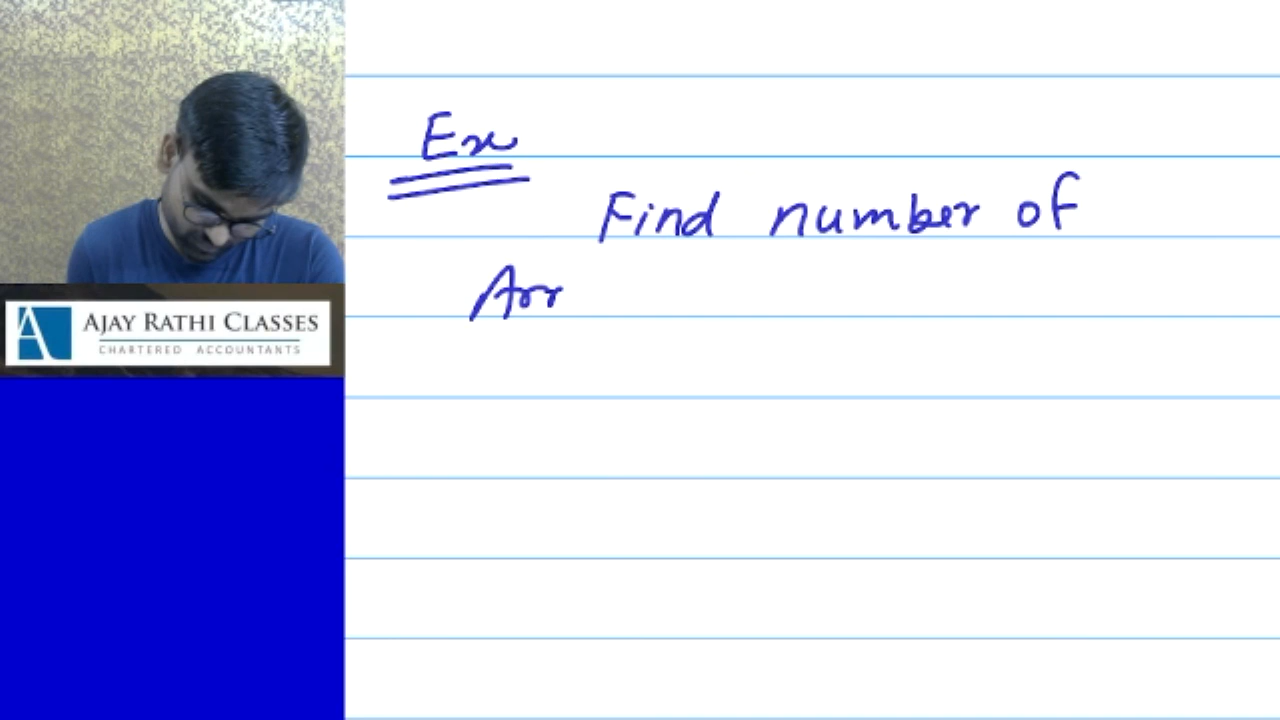 Ex
Find number of
Arr
AJAY RATHI CLASSES
CHARTERED ACCOUNTANTS